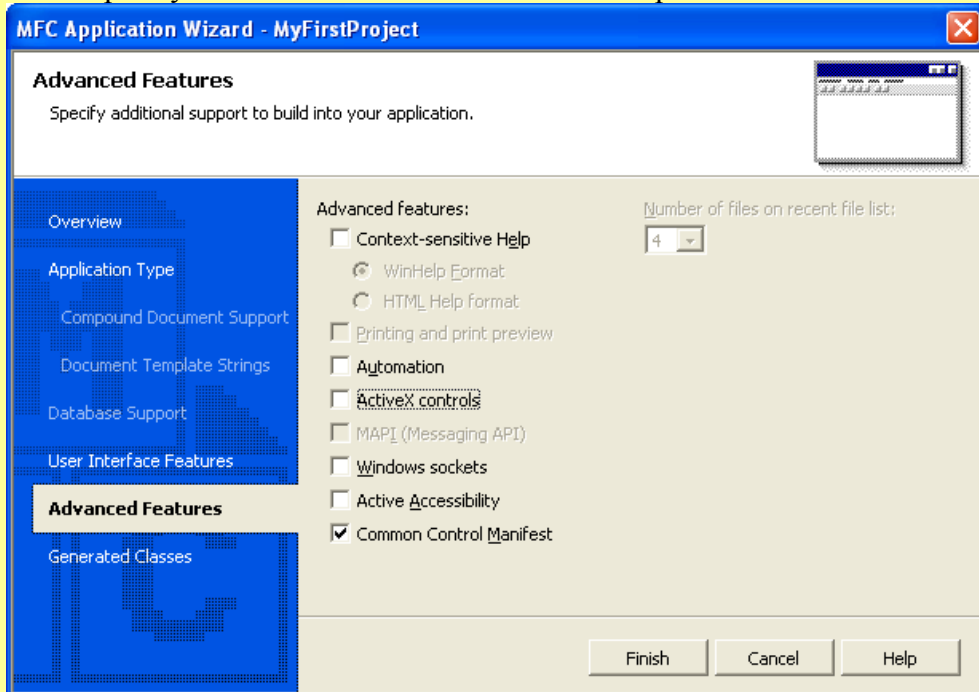 MFC Application Wizard - MyFirstProject
Advanced Features
Specify additional support to build into your application.
Overview
Application Type
Compound Document Support
Document Template Strings
Database Support
User Interface Features
Advanced Features
Generated Classes
Advanced features:
Context-sensitive Help
WinHelp Format
HTML Help format
Printing and print preview
Automation
ActiveX controls
MAPI (Messaging API)
Windows sockets
Active Accessibility
Common Control Manifest
Number of files on recent file list:
4
Finish
Cancel
Help